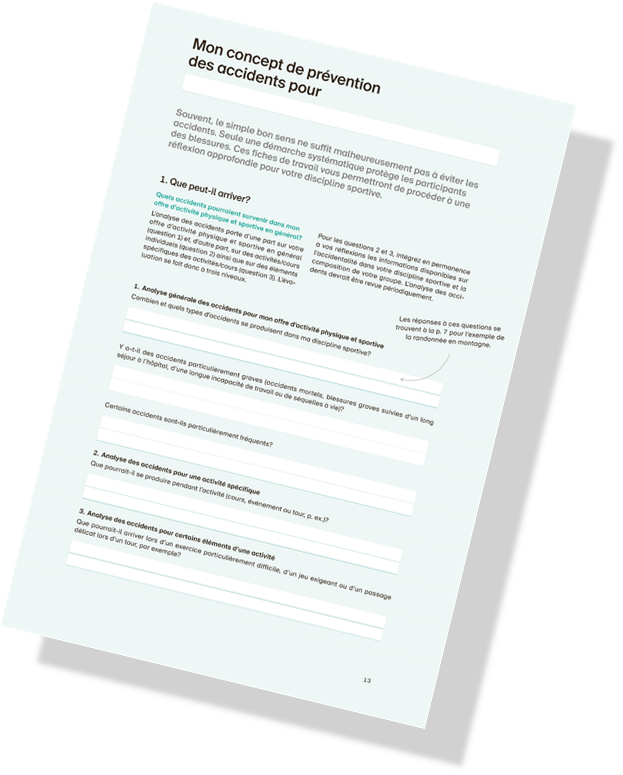 Mon concept de prévention
des accidents pour
Souvent, le simple bon sens ne suffit malheureusement pas à éviter les
accidents. Seule une démarche systématique protège les participants
des blessures. Ces fiches de travail vous permettront de procéder à une
réflexion approfondie pour votre discipline sportive.
1. Que peut-il arriver?
Quels accidents pourraient survenir dans mon
offre d'activité physique et sportive en général?
L'analyse des accidents porte d'une part sur votre
offre d'activité physique et sportive en général
(question 1) et, d'autre part, sur des activités/cours
individuels (question 2) ainsi que sur des éléments
spécifiques des activités/cours (question 3). L'éva-
luation se fait donc à trois niveaux.
Pour les questions 2 et 3, intégrez en permanence
à vos réflexions les informations disponibles sur
l'accidentalité dans votre discipline sportive et la
composition de votre groupe. L'analyse des acci-
dents devrait être revue périodiquement.
Les réponses à ces questions se
trouvent à la p. 7 pour l'exemple de
la randonnée en montagne.
1. Analyse générale des accidents pour mon offre d'activité physique et sportive
Combien et quels types d'accidents se produisent dans ma discipline sportive?
Y a-t-il des accidents particulièrement graves (accidents mortels, blessures graves suivies d'un long
séjour à l'hôpital, d'une longue incapacité de travail ou de séquelles à vie)?
Certains accidents sont-ils particulièrement fréquents?
2. Analyse des accidents pour une activité spécifique
Que pourrait-il se produire pendant l'activité (cours, événement ou tour, p. ex.)?
3. Analyse des accidents pour certains éléments d'une activité
Que pourrait-il arriver lors d'un exercice particulièrement difficile, d'un jeu exigeant ou d'un passage
délicat lors d'un tour, par exemple?
13